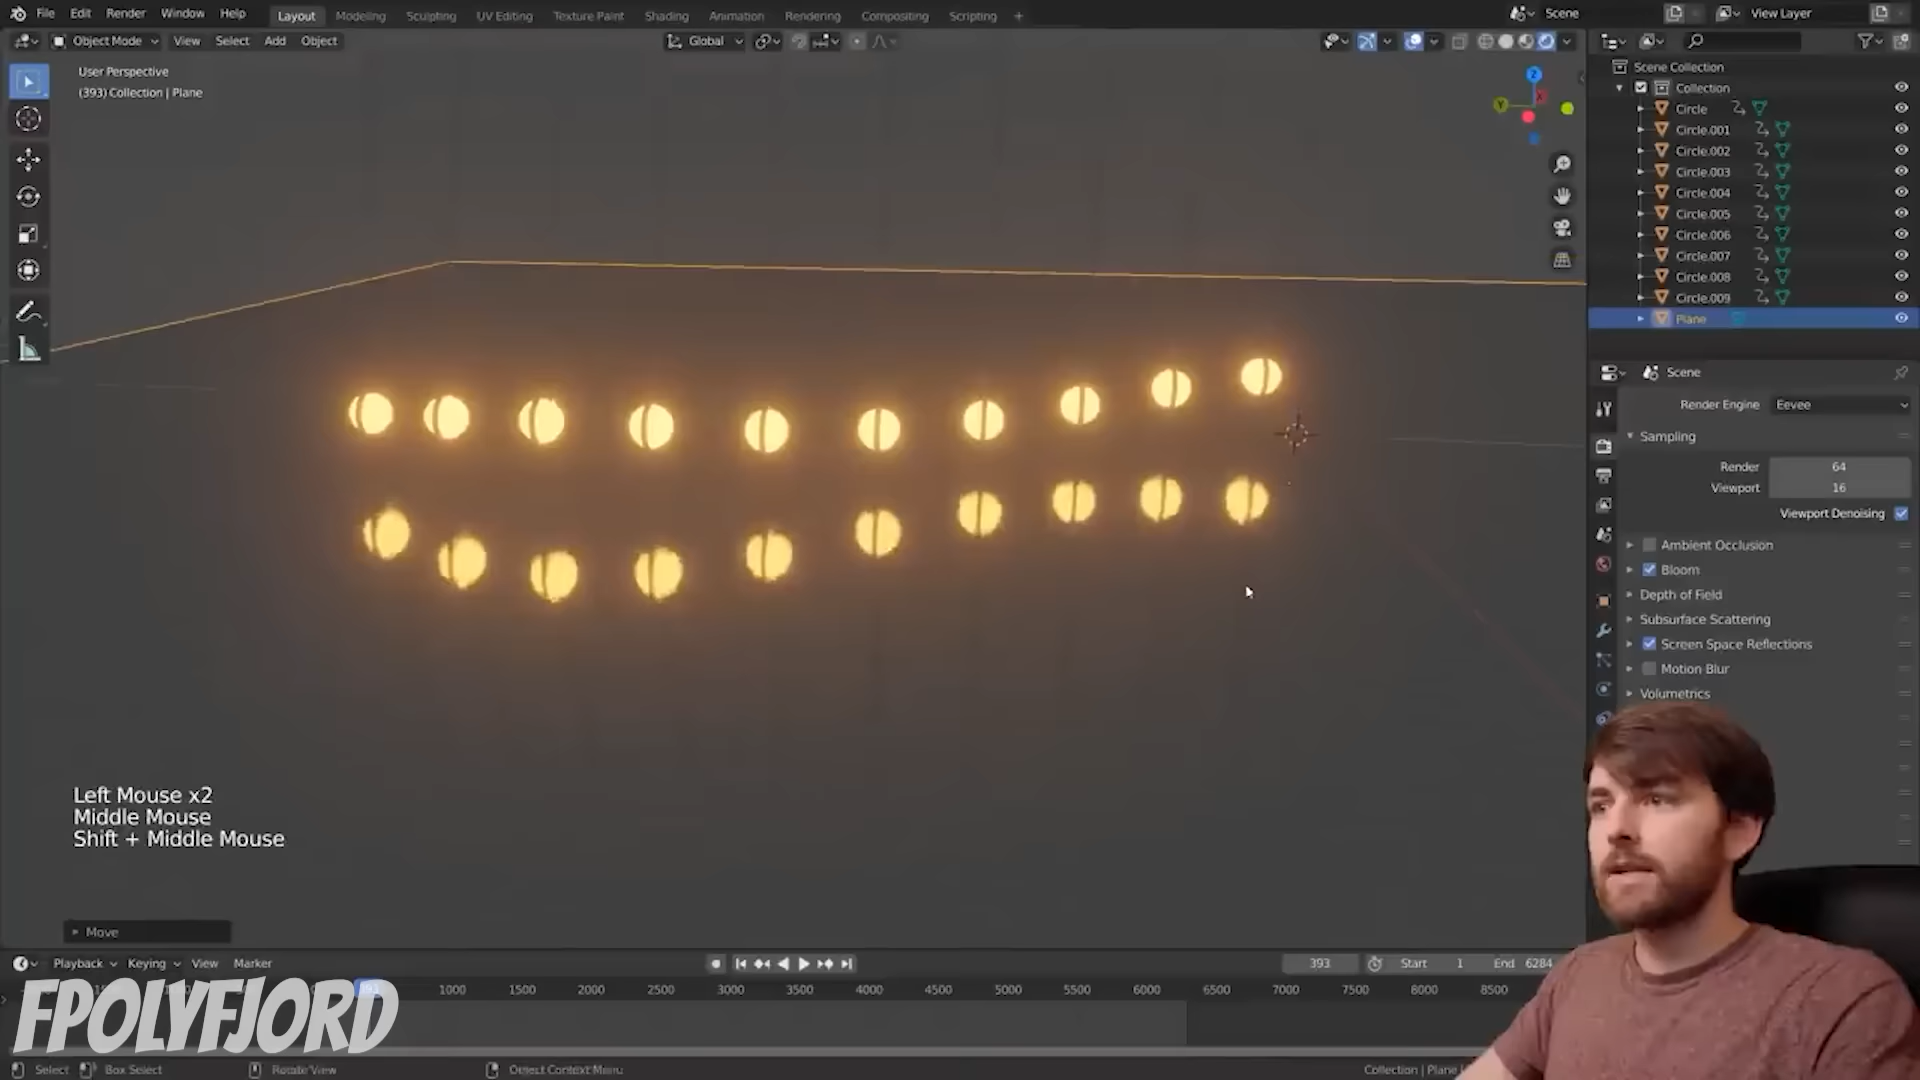 File Edit Render Window Help Layout Modeling Sculpting UV Editing Texture Paint Shading Animation Rendering Compositing Scripting + Scene View Layer
Object Mode View Select Add Object Global
User Perspective
(393) Collection | Plane
Z
Y
X
Scene Collection
Collection
Circle
Circle.001
Circle.002
Circle.003
Circle.004
Circle.005
Circle.006
Circle.007
Circle.008
Circle.009
Plane
Scene
Render Engine Eevee
Sampling
Render 64
Viewport 16
Viewport Denoising
Ambient Occlusion
Bloom
Depth of Field
Subsurface Scattering
Screen Space Reflections
Motion Blur
Volumetrics
Left Mouse x2
Middle Mouse
Shift + Middle Mouse
Move
Playback Keying View Marker 393 Start 1 End 6284
393 1000 1500 2000 2500 3000 3500 4000 4500 5000 5500 6000 6500 7000 7500 8000 8500
FPOLYFJORD
Select Box Select Rotate View Object Context Menu Collection | Plane